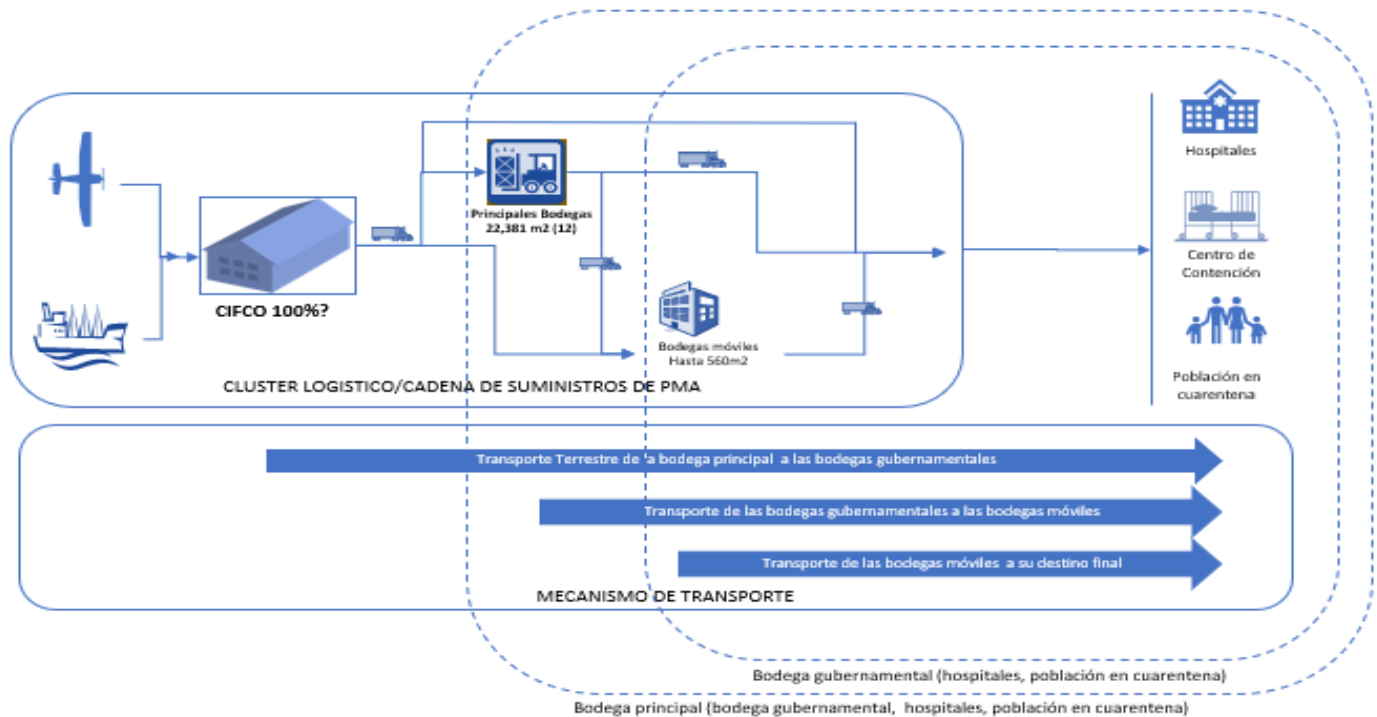 Hospitales
Principales Bodegas
22,381 m2 (12)
Centro de
Contención
CIFCO 100%?
Bodegas móviles
Hasta 560m2
Población en
cuarentena
CLUSTER LOGISTICO/CADENA DE SUMINISTROS DE PMA
Transporte Terrestre de la bodega principal a las bodegas gubernamentales
Transporte de las bodegas gubernamentales a las bodegas móviles
Transporte de las bodegas móviles a su destino final
MECANISMO DE TRANSPORTE
Bodega gubernamental (hospitales, población en cuarentena)
Bodega principal (bodega gubernamental, hospitales, población en cuarentena)